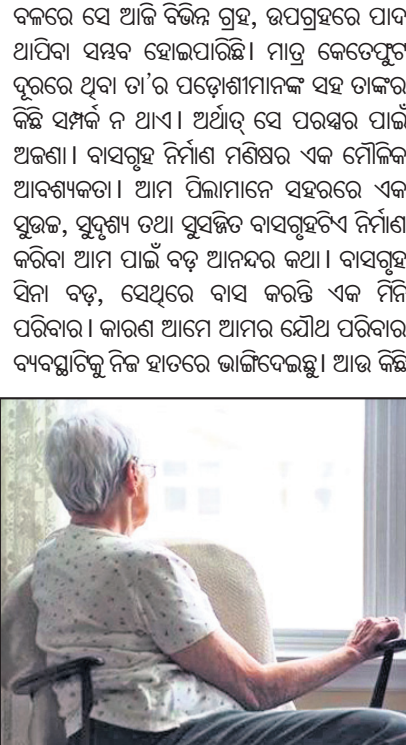 ବଳରେ ସେ ଆଜି ବିଭିନ୍ନ ଗ୍ରହ, ଉପଗ୍ରହରେ ପାଦ
ଥାପିବା ସମ୍ଭବ ହୋଇପାରିଛି। ମାତ୍ର କେତେଫୁଟ
ଦୂରରେ ଥିବା ତା'ର ପଡ଼ୋଶୀମାନଙ୍କ ସହ ତାଙ୍କର
କିଛି ସମ୍ପର୍କ ନ ଥାଏ। ଅର୍ଥାତ୍ ସେ ପରସ୍ପର ପାଇଁ
ଅଜଣା। ବାସଗୃହ ନିର୍ମାଣ ମଣିଷର ଏକ ମୌଳିକ
ଆବଶ୍ୟକତା। ଆମ ପିଲାମାନେ ସହରରେ ଏକ
ସୁଉଚ୍ଚ, ସୁଦୃଶ୍ୟ ତଥା ସୁସଜ୍ଜିତ ବାସଗୃହଟିଏ ନିର୍ମାଣ
କରିବା ଆମ ପାଇଁ ବଡ଼ ଆନନ୍ଦର କଥା। ବାସଗୃହ
ସିନା ବଡ଼, ସେଥିରେ ବାସ କରନ୍ତି ଏକ ମିନି
ପରିବାର। କାରଣ ଆମେ ଆମର ଯୌଥ ପରିବାର
ବ୍ୟବସ୍ଥାଟିକୁ ନିଜ ହାତରେ ଭାଙ୍ଗିଦେଇଛୁ। ଆଉ କିଛି